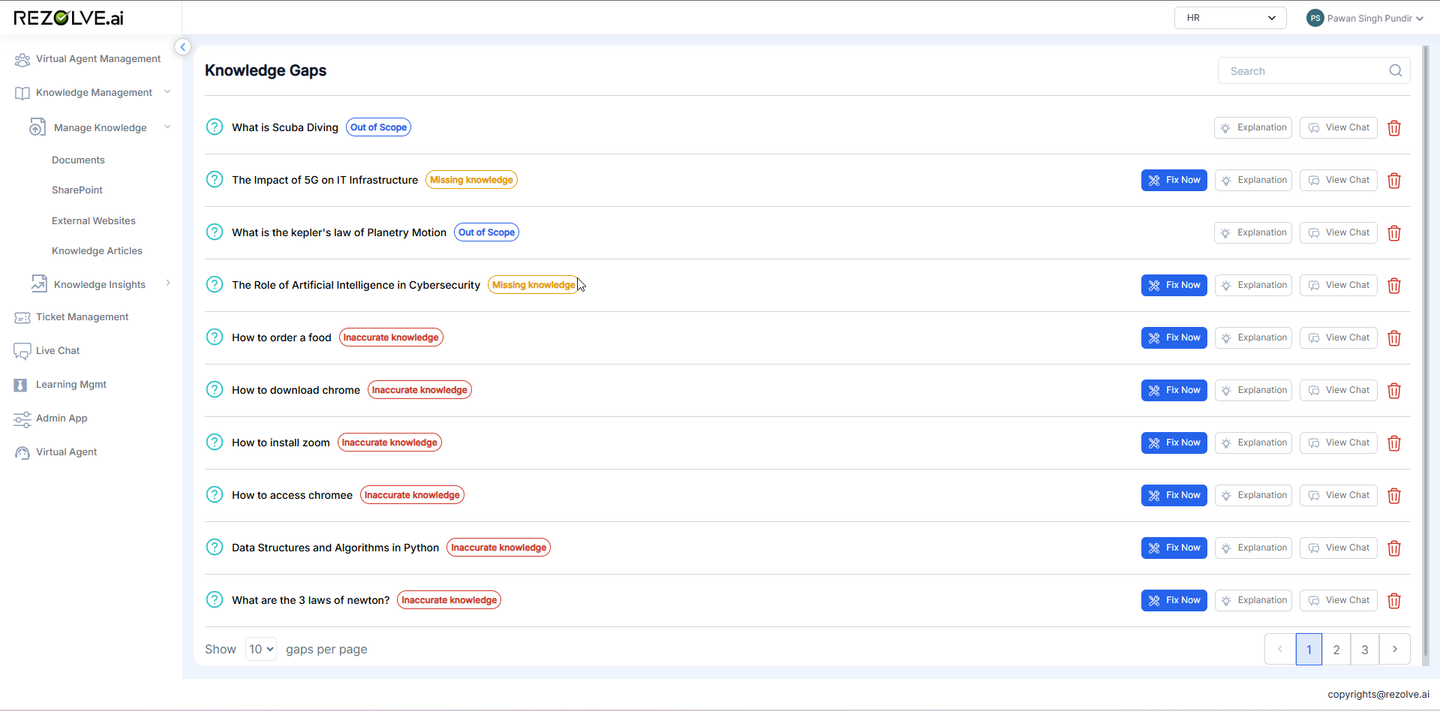 REZOLVE.ai
HR
PS Pawan Singh Pundir
Virtual Agent Management
Knowledge Management
Manage Knowledge
Documents
SharePoint
External Websites
Knowledge Articles
Knowledge Insights
Ticket Management
Live Chat
Learning Mgmt
Admin App
Virtual Agent
Knowledge Gaps
Search
What is Scuba Diving Out of Scope Explanation View Chat
The Impact of 5G on IT Infrastructure Missing knowledge Fix Now Explanation View Chat
What is the kepler's law of Planetry Motion Out of Scope Explanation View Chat
The Role of Artificial Intelligence in Cybersecurity Missing knowledge Fix Now Explanation View Chat
How to order a food Inaccurate knowledge Fix Now Explanation View Chat
How to download chrome Inaccurate knowledge Fix Now Explanation View Chat
How to install zoom Inaccurate knowledge Fix Now Explanation View Chat
How to access chromee Inaccurate knowledge Fix Now Explanation View Chat
Data Structures and Algorithms in Python Inaccurate knowledge Fix Now Explanation View Chat
What are the 3 laws of newton? Inaccurate knowledge Fix Now Explanation View Chat
Show 10 gaps per page
1 2 3
copyrights@rezolve.ai